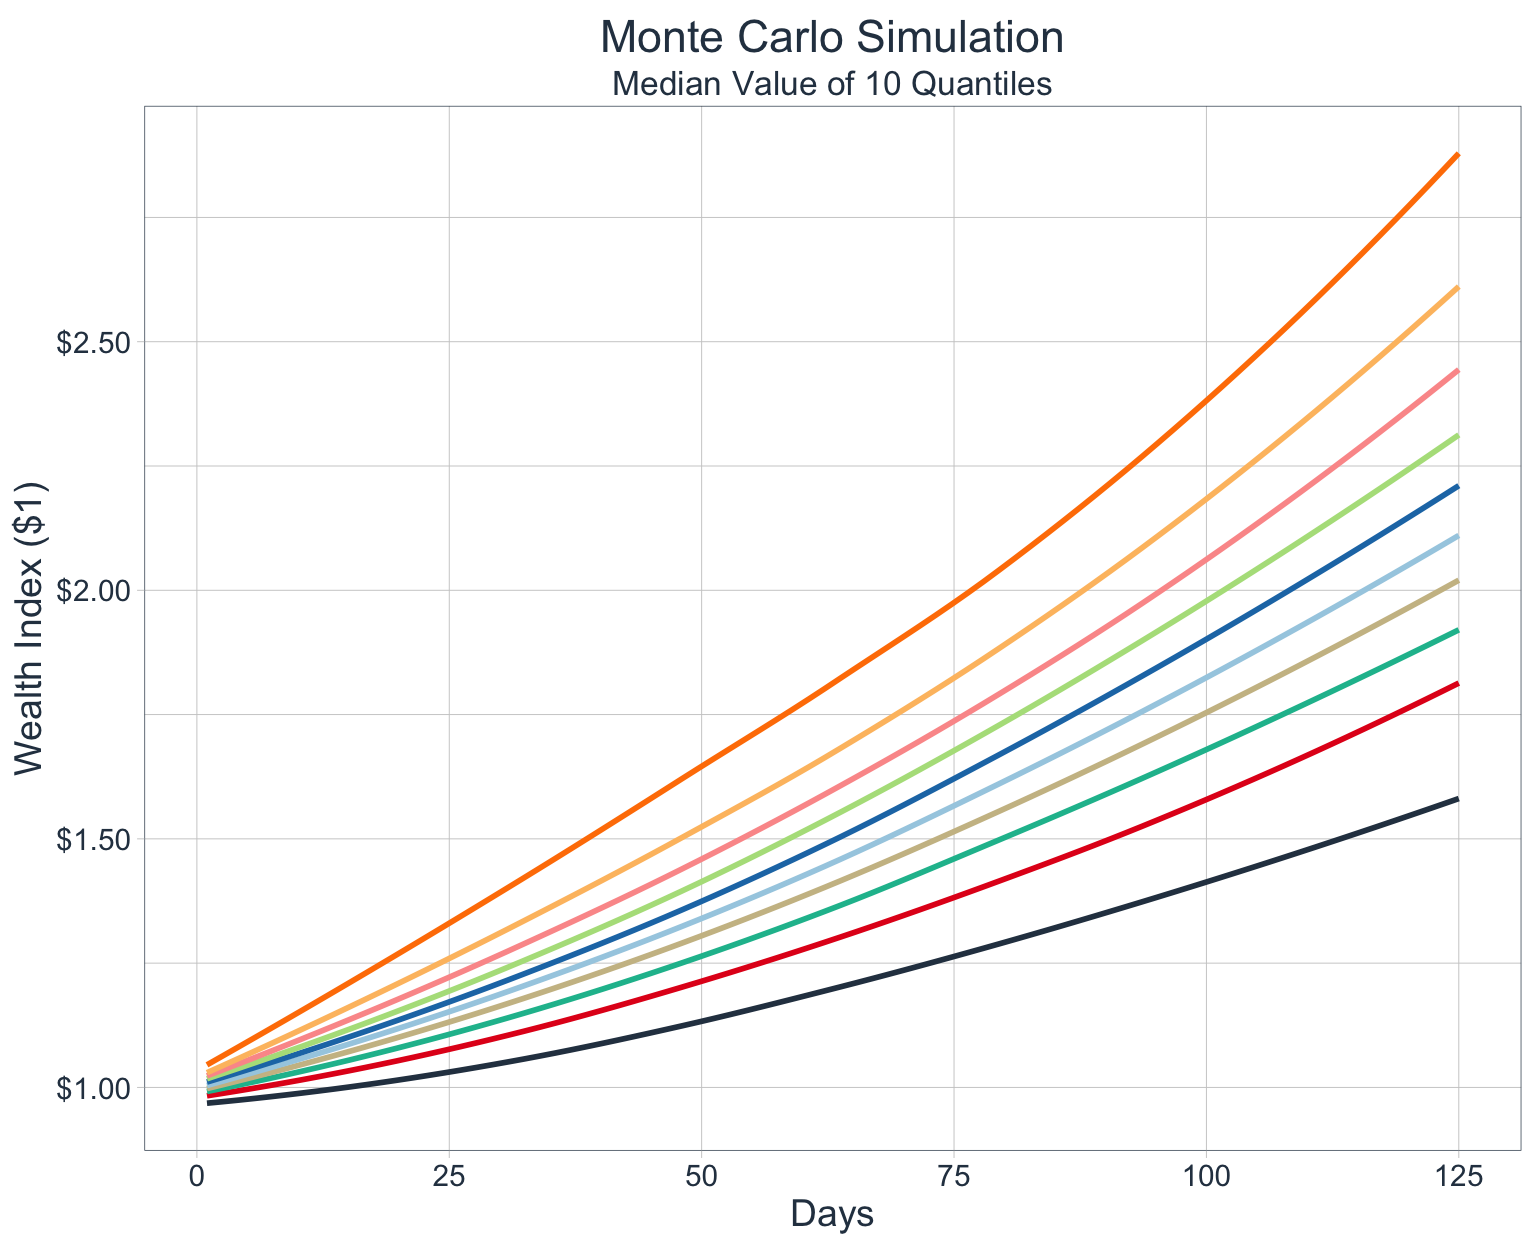 Monte Carlo Simulation
Median Value of 10 Quantiles
Wealth Index ($1)
$2.50
$2.00
$1.50
$1.00
0 25 50 75 100 125
Days